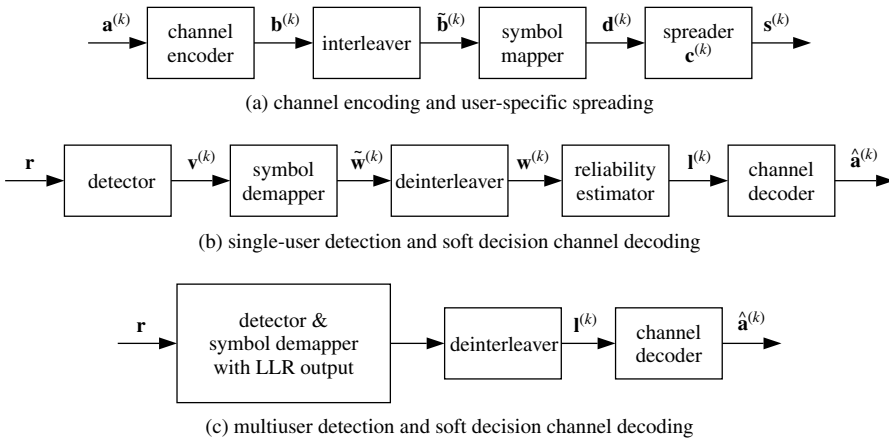 a^(k) channel encoder b^(k) interleaver b̃^(k) symbol mapper d^(k) spreader c^(k) s^(k)
(a) channel encoding and user-specific spreading
r detector v^(k) symbol demapper w̃^(k) deinterleaver w^(k) reliability estimator l^(k) channel decoder â^(k)
(b) single-user detection and soft decision channel decoding
r detector & symbol demapper with LLR output deinterleaver l^(k) channel decoder â^(k)
(c) multiuser detection and soft decision channel decoding